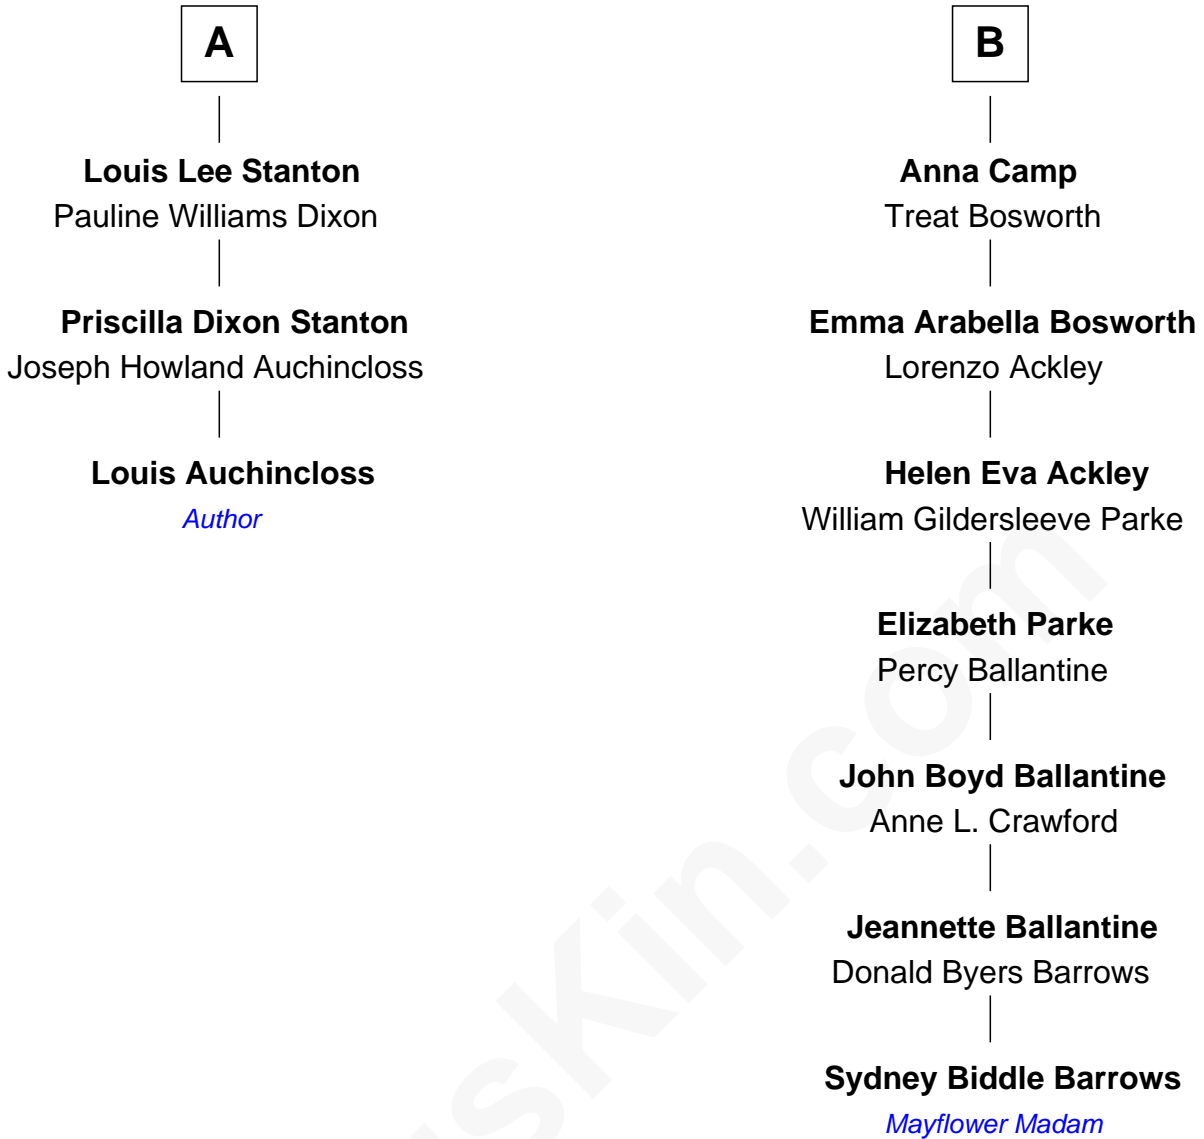 A
Louis Lee Stanton
Pauline Williams Dixon
Priscilla Dixon Stanton
Joseph Howland Auchincloss
Louis Auchincloss
Author
B
Anna Camp
Treat Bosworth
Emma Arabella Bosworth
Lorenzo Ackley
Helen Eva Ackley
William Gildersleeve Parke
Elizabeth Parke
Percy Ballantine
John Boyd Ballantine
Anne L. Crawford
Jeannette Ballantine
Donald Byers Barrows
Sydney Biddle Barrows
Mayflower Madam
usKin.com